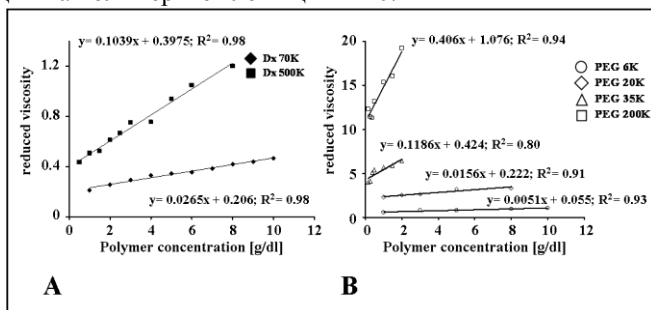 y= 0.1039x + 0.3975; R²= 0.98
Dx 70K
Dx 500K
reduced viscosity
1.2
0.8
0.4
0
y= 0.0265x + 0.206; R²= 0.98
0 2 4 6 8 10 12
Polymer concentration [g/dl]
A
y= 0.406x + 1.076; R²= 0.94
PEG 6K
PEG 20K
PEG 35K
PEG 200K
reduced viscosity
20
15
10
5
0
y= 0.1186x + 0.424; R²= 0.80
y= 0.0156x + 0.222; R²= 0.91
y= 0.0051x + 0.055; R²= 0.93
0 2 4 6 8 10 12
Polymer concentration [g/dl]
B